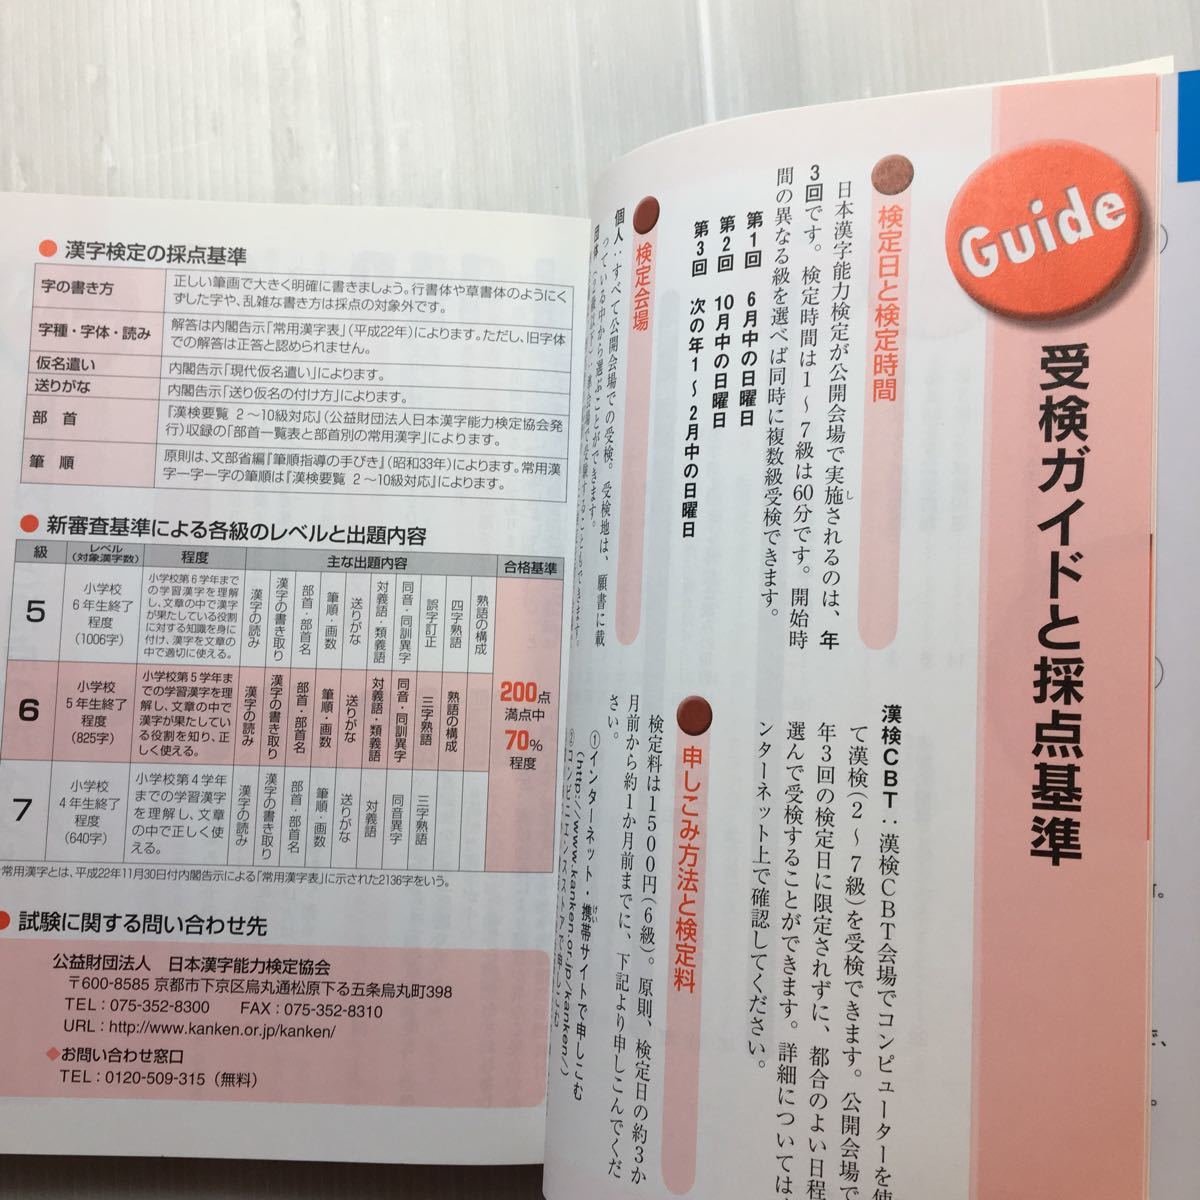 Guide
受検ガイドと採点基準
検定日と検定時間
日本漢字能力検定が公開会場で実施されるのは、年
3回です。検定時間は1～7級は60分です。開始時
間の異なる級を選べば同時に複数級受検できます。
第1回 6月中の日曜日
第2回 10月中の日曜日
第3回 次の年1～2月中の日曜日
検定会場
個人：すべて公開会場での受検。受検地は、願書に載
っている中から選ぶことができます。
漢検CBT：漢検CBT会場でコンピューターを使
て漢検(2～7級)を受検できます。公開会場で
年3回の検定日に限定されずに、都合のよい日程
選んで受検することができます。詳細については
ンターネット上で確認してください。
申しこみ方法と検定料
検定料は1500円(6級)。原則、検定日の約3か
月前から約1か月前までに、下記より申しこんでくだ
さい。
①インターネット・携帯サイトで申しこむ
(http://www.kanken.or.jp/kanken/)
漢字検定の採点基準
字の書き方 正しい筆画で大きく明確に書きましょう。行書体や草書体のようにく
ずした字や、乱雑な書き方は採点の対象外です。
字種・字体・読み 解答は内閣告示「常用漢字表」(平成22年)によります。ただし、旧字体
での解答は正答と認められません。
仮名遣い 内閣告示「現代仮名遣い」によります。
送りがな 内閣告示「送り仮名の付け方」によります。
部首 『漢検要覧 2～10級対応』(公益財団法人日本漢字能力検定協会発
行)収録の「部首一覧表と部首別の常用漢字」によります。
筆順 原則は、文部省編『筆順指導の手びき』(昭和33年)によります。常用漢
字一字一字の筆順は『漢検要覧 2～10級対応』によります。
新審査基準による各級のレベルと出題内容
級 レベル(対象漢字数) 程度 主な出題内容 合格基準
5
小学校
6年生終了
程度
(1006字)
小学校第6学年まで
の学習漢字を理解
し、文章の中で漢字
が果たしている役割
に対する知識を身に
付け、漢字を文章の
中で適切に使える。
漢字の読み
漢字の書き取り
部首・部首名
筆順・画数
送りがな
対義語・類義語
同音・同訓異字
誤字訂正
四字熟語
熟語の構成
6
小学校
5年生終了
程度
(825字)
小学校第5学年ま
での学習漢字を理
解し、文章の中で
漢字が果たしてい
る役割を知り、正
しく使える。
漢字の読み
漢字の書き取り
部首・部首名
筆順・画数
送りがな
対義語・類義語
同音・同訓異字
三字熟語
熟語の構成
200点
満点中
70%
程度
7
小学校
4年生終了
程度
(640字)
小学校第4学年
までの学習漢字
を理解し、文章
の中で正しく使
える。
漢字の読み
漢字の書き取り
部首・部首名
筆順・画数
送りがな
対義語
同音異字
三字熟語
常用漢字とは、平成22年11月30日付内閣告示による「常用漢字表」に示された2136字をいう。
試験に関する問い合わせ先
公益財団法人 日本漢字能力検定協会
〒600-8585 京都市下京区烏丸通松原下る五条烏丸町398
TEL：075-352-8300 FAX：075-352-8310
URL：http://www.kanken.or.jp/kanken/
◆お問い合わせ窓口
TEL：0120-509-315 (無料)